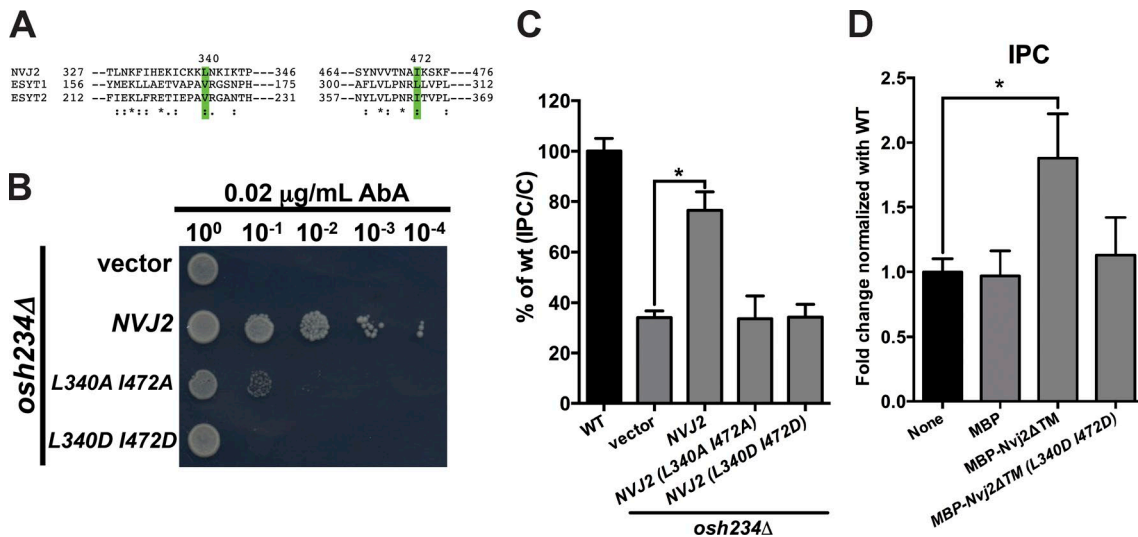 A
340
472
NVJ2 327 --TLNKFIHEKICKKLNKIKTP---346 464--SYNVVTNAIKSKF--476
ESYT1 156 --YMEKLLAETVAPAVRGSNPH---175 300--AFLVLPNRLLVPL--312
ESYT2 212 --FIEKLFRETIEPAVRGANTH---231 357--NYLVLPNRITVPL--369
::*:: *.: :. : :* * : :
B
0.02 µg/mL AbA
10⁰ 10⁻¹ 10⁻² 10⁻³ 10⁻⁴
osh234Δ
vector
NVJ2
L340A I472A
L340D I472D
C
% of wt (IPC/C)
120
100
80
60
40
20
0
*
WT
vector
NVJ2
NVJ2 (L340A I472A)
NVJ2 (L340D I472D)
osh234Δ
D
IPC
Fold change normalized with WT
2.5
2.0
1.5
1.0
0.5
0.0
*
None
MBP
MBP-Nvj2ΔTM
MBP-Nvj2ΔTM (L340D I472D)